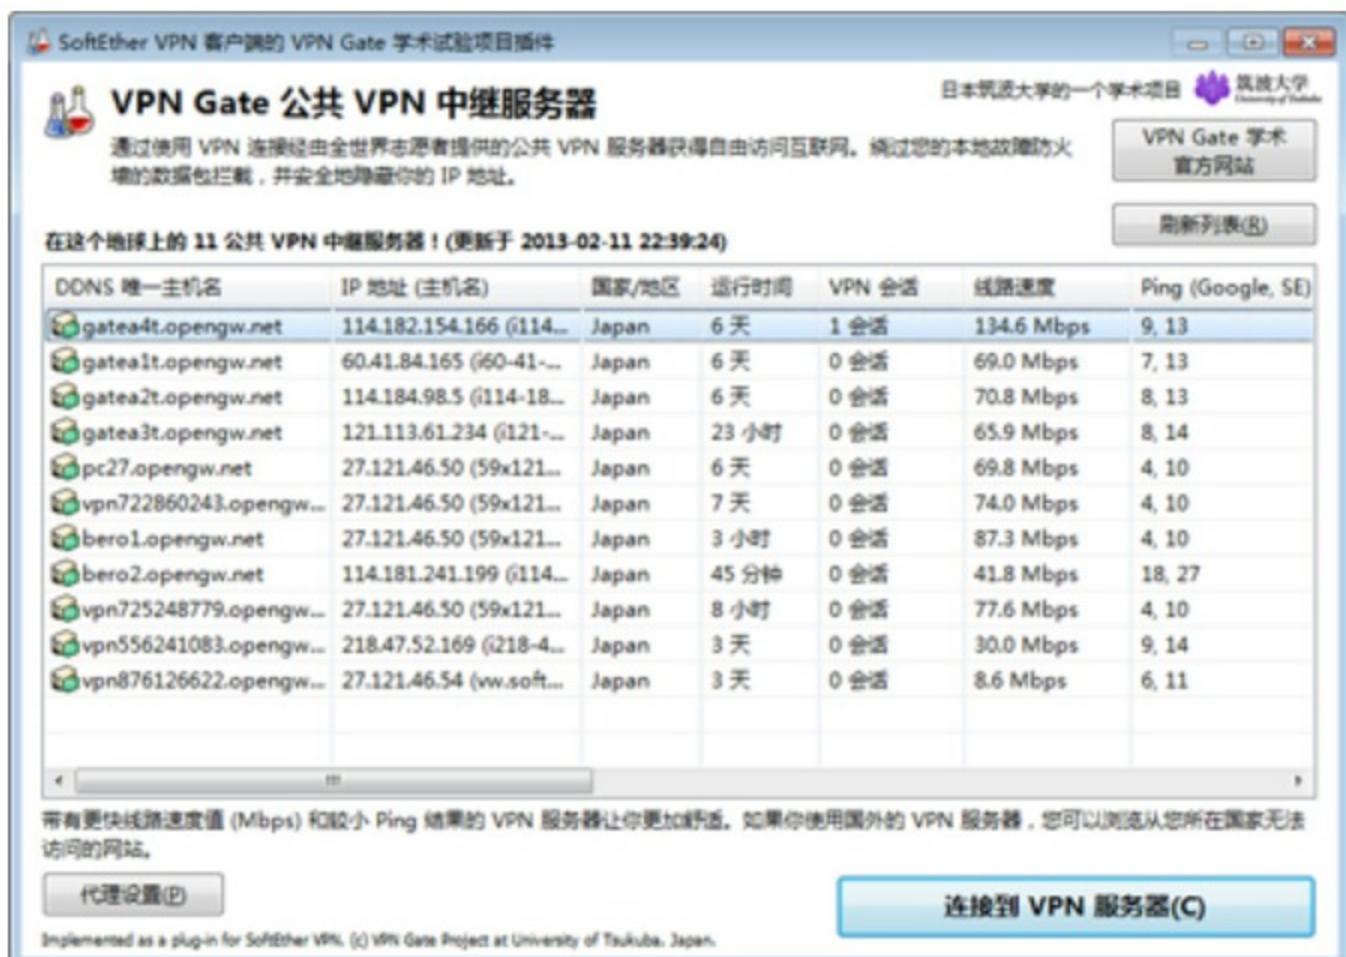 SoftEther VPN 客户端的 VPN Gate 学术试验项目插件
VPN Gate 公共 VPN 中继服务器
日本筑波大学的一个学术项目
筑波大学
University of Tsukuba
通过使用 VPN 连接经由全世界志愿者提供的公共 VPN 服务器获得自由访问互联网。绕过您的本地故障防火
墙的数据包拦截，并安全地隐藏你的 IP 地址。
VPN Gate 学术
官方网站
刷新列表(R)
在这个地球上的 11 公共 VPN 中继服务器！(更新于 2013-02-11 22:39:24)
DDNS 唯一主机名 IP 地址 (主机名) 国家/地区 运行时间 VPN 会话 线路速度 Ping (Google, SE)
gatea4t.opengw.net 114.182.154.166 (i114... Japan 6 天 1 会话 134.6 Mbps 9, 13
gatea1t.opengw.net 60.41.84.165 (i60-41-... Japan 6 天 0 会话 69.0 Mbps 7, 13
gatea2t.opengw.net 114.184.98.5 (i114-18... Japan 6 天 0 会话 70.8 Mbps 8, 13
gatea3t.opengw.net 121.113.61.234 (i121-... Japan 23 小时 0 会话 65.9 Mbps 8, 14
pc27.opengw.net 27.121.46.50 (59x121... Japan 6 天 0 会话 69.8 Mbps 4, 10
vpn722860243.opengw... 27.121.46.50 (59x121... Japan 7 天 0 会话 74.0 Mbps 4, 10
bero1.opengw.net 27.121.46.50 (59x121... Japan 3 小时 0 会话 87.3 Mbps 4, 10
bero2.opengw.net 114.181.241.199 (i114... Japan 45 分钟 0 会话 41.8 Mbps 18, 27
vpn725248779.opengw... 27.121.46.50 (59x121... Japan 8 小时 0 会话 77.6 Mbps 4, 10
vpn556241083.opengw... 218.47.52.169 (i218-4... Japan 3 天 0 会话 30.0 Mbps 9, 14
vpn876126622.opengw... 27.121.46.54 (vw.soft... Japan 3 天 0 会话 8.6 Mbps 6, 11
带有更快线路速度值 (Mbps) 和较小 Ping 结果的 VPN 服务器让你更加舒适。如果你使用国外的 VPN 服务器，您可以浏览从您所在国家无法
访问的网站。
代理设置(P)
连接到 VPN 服务器(C)
Implemented as a plug-in for SoftEther VPN. (c) VPN Gate Project at University of Tsukuba, Japan.